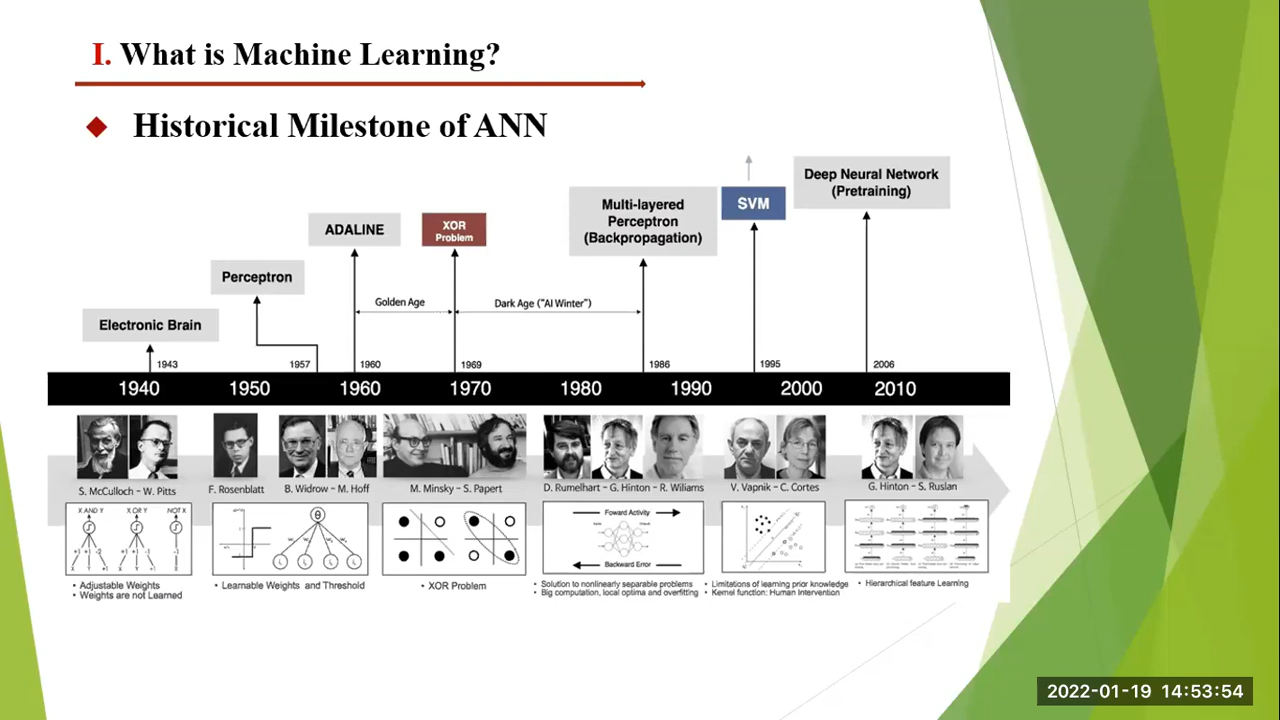 I. What is Machine Learning?
Historical Milestone of ANN
Deep Neural Network
(Pretraining)
SVM
Multi-layered
Perceptron
(Backpropagation)
XOR
Problem
ADALINE
Perceptron
Electronic Brain
Golden Age
Dark Age ("AI Winter")
1943
1957
1960
1969
1986
1995
2006
1940
1950
1960
1970
1980
1990
2000
2010
S. McCulloch – W. Pitts
F. Rosenblatt
B. Widrow – M. Hoff
M. Minsky – S. Papert
D. Rumelhart – G. Hinton – R. Wiliams
V. Vapnik – C. Cortes
G. Hinton – S. Ruslan
X AND Y
X OR Y
NOT X
Foward Activity
Backward Error
• Adjustable Weights
• Weights are not Learned
• Learnable Weights and Threshold
• XOR Problem
• Solution to nonlinearly separable problems
• Big computation, local optima and overfitting
• Limitations of learning prior knowledge
• Kernel function: Human Intervention
• Hierarchical feature Learning
2022-01-19 14:53:54